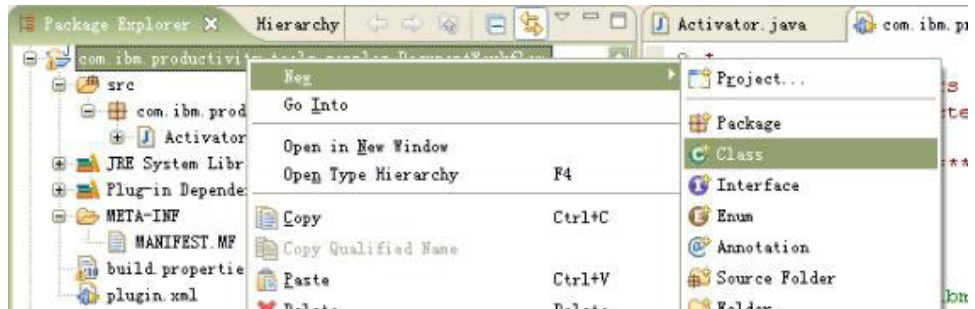 Package Explorer
Hierarchy
Activator.java
com.ibm.pr
com.ibm.productivity.tools.samples.DocumentWorkflow
src
com.ibm.prod
Activator
JRE System Libr
Plug-in Depende
META-INF
MANIFEST.MF
build.propertie
plugin.xml
New
Go Into
Open in New Window
Open Type Hierarchy F4
Copy Ctrl+C
Copy Qualified Name
Paste Ctrl+V
Delete Delete
Project...
Package
Class
Interface
Enum
Annotation
Source Folder
Folder